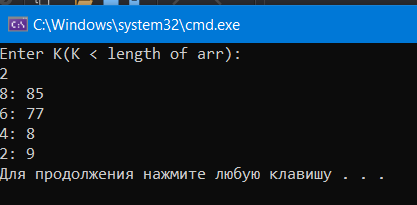 C:\Windows\system32\cmd.exe
Enter K(K < length of arr):
2
8: 85
6: 77
4: 8
2: 9
Для продолжения нажмите любую клавишу . . .